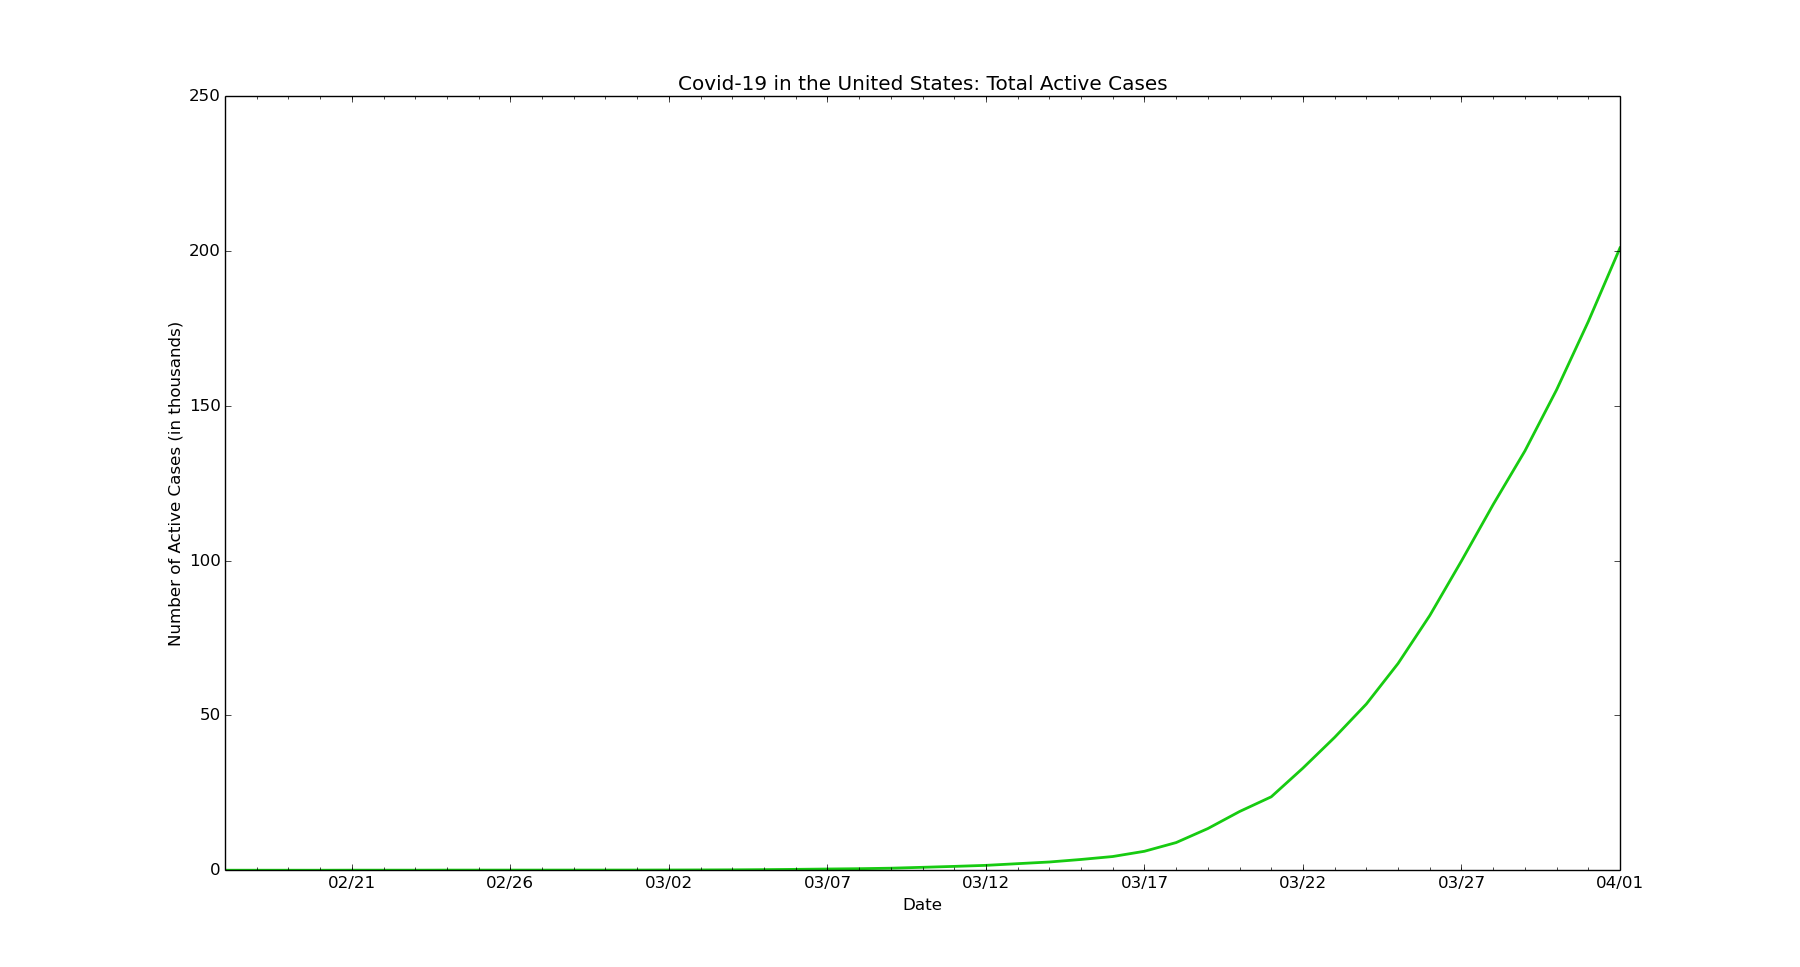 Covid-19 in the United States: Total Active Cases
250
200
150
100
50
0
Number of Active Cases (in thousands)
02/21 02/26 03/02 03/07 03/12 03/17 03/22 03/27 04/01
Date